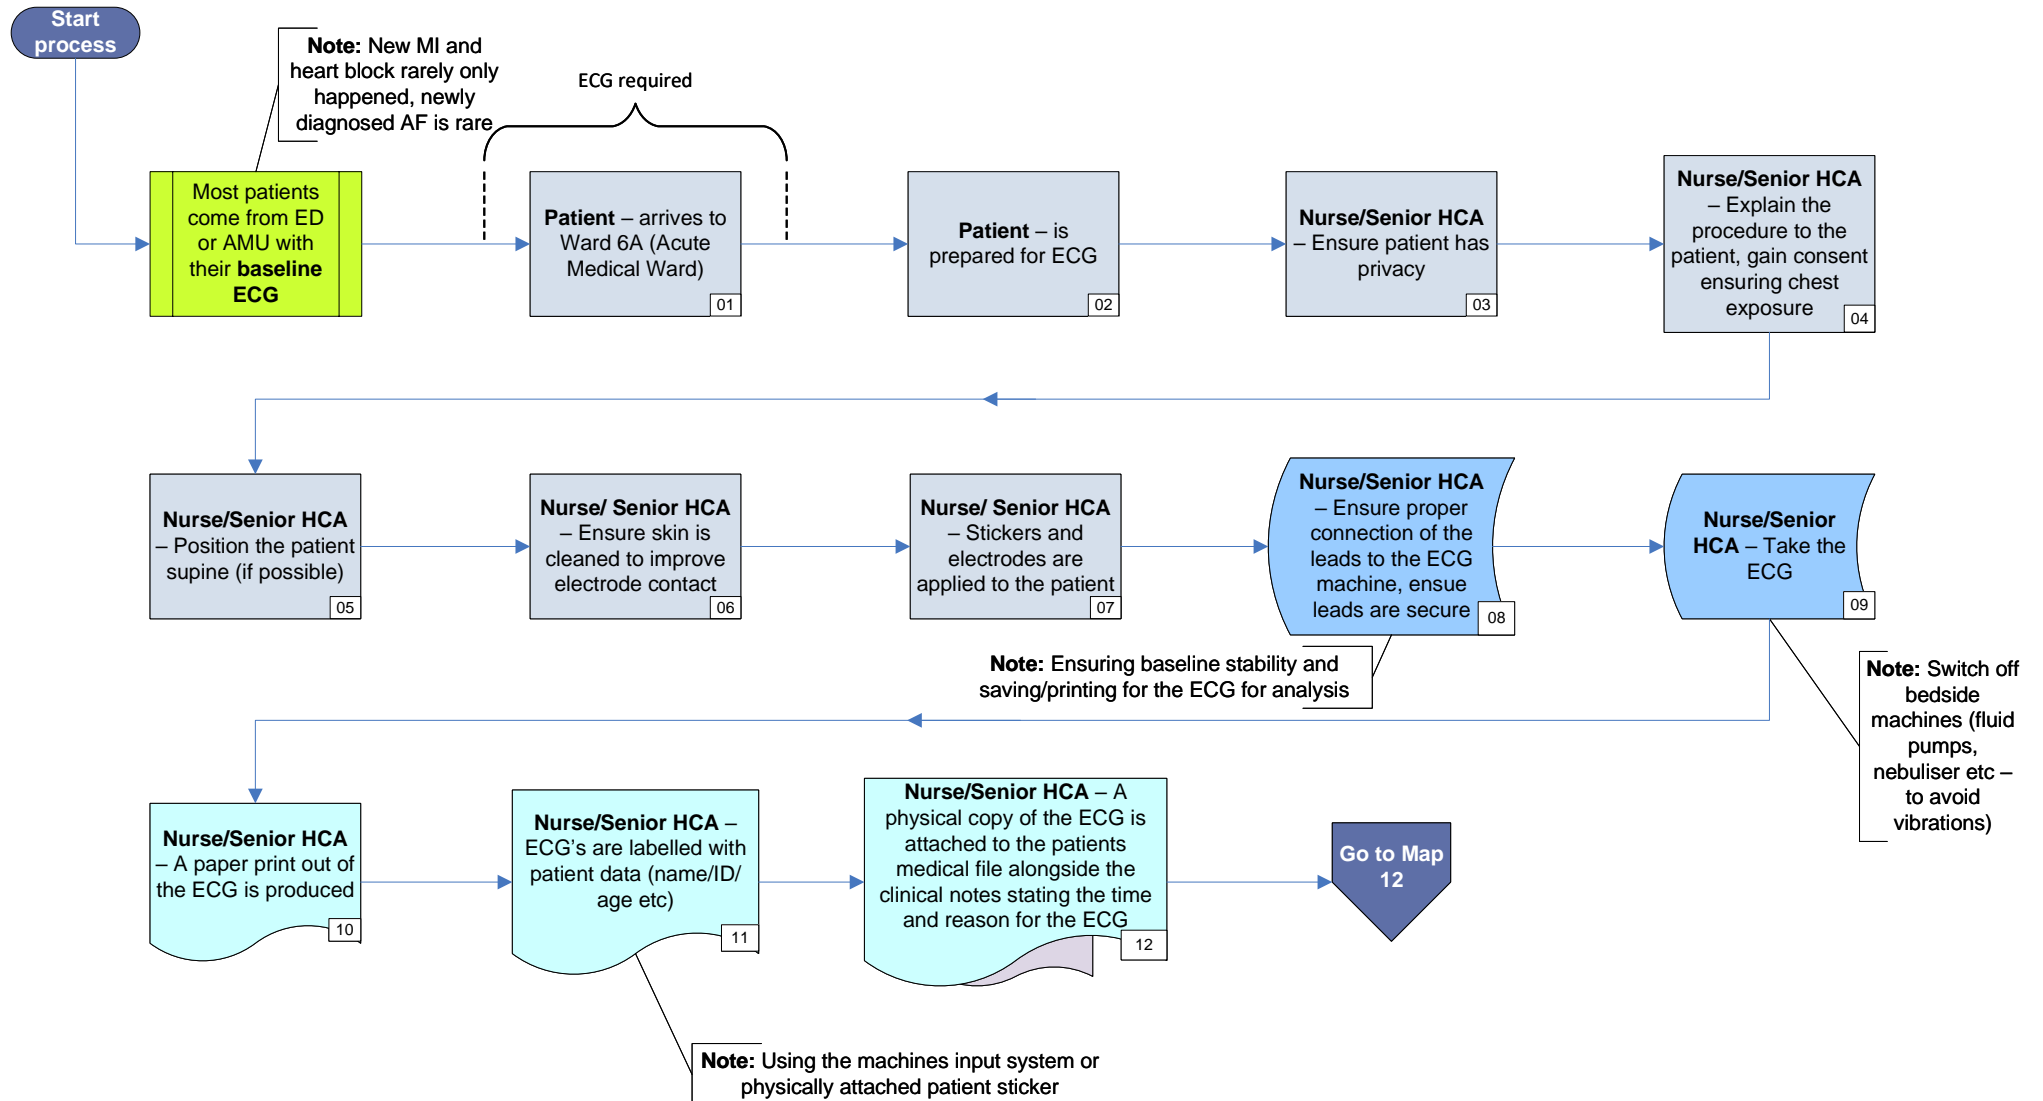 Start
process
Note: New MI and
heart block rarely only
happened, newly
diagnosed AF is rare
ECG required
Most patients
come from ED
or AMU with
their baseline
ECG
Patient – arrives to
Ward 6A (Acute
Medical Ward)
01
Patient – is
prepared for ECG
02
Nurse/Senior HCA
– Ensure patient has
privacy
03
Nurse/Senior HCA
– Explain the
procedure to the
patient, gain consent
ensuring chest
exposure
04
Nurse/Senior HCA
– Position the patient
supine (if possible)
05
Nurse/ Senior HCA
– Ensure skin is
cleaned to improve
electrode contact
06
Nurse/ Senior HCA
– Stickers and
electrodes are
applied to the patient
07
Nurse/Senior HCA
– Ensure proper
connection of the
leads to the ECG
machine, ensue
leads are secure
08
Note: Ensuring baseline stability and
saving/printing for the ECG for analysis
Nurse/Senior
HCA – Take the
ECG
09
Note: Switch off
bedside
machines (fluid
pumps,
nebuliser etc –
to avoid
vibrations)
Nurse/Senior HCA
– A paper print out of
the ECG is produced
10
Nurse/Senior HCA –
ECG's are labelled with
patient data (name/ID/
age etc)
11
Note: Using the machines input system or
physically attached patient sticker
Nurse/Senior HCA – A
physical copy of the ECG is
attached to the patients
medical file alongside the
clinical notes stating the time
and reason for the ECG
12
Go to Map
12